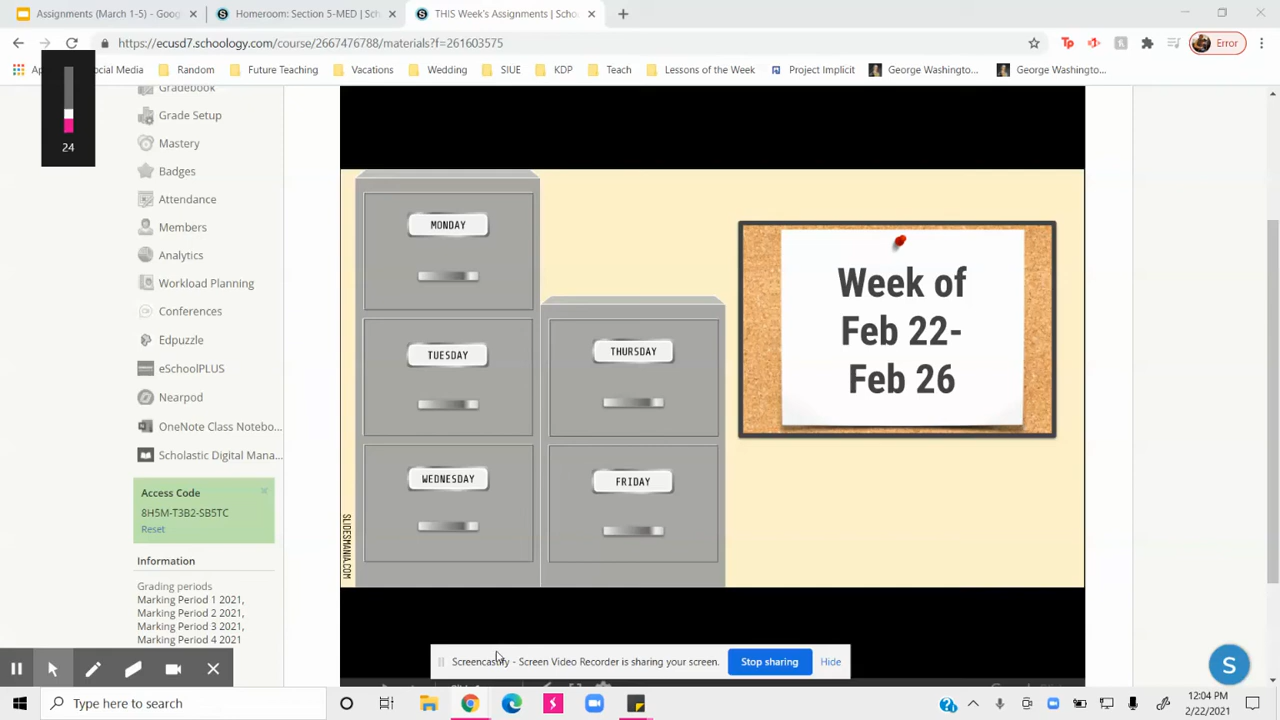 Assignments (March 1-5) - Goog
Homeroom: Section 5-MED | Sch
THIS Week's Assignments | Scho
https://ecusd7.schoology.com/course/2667476788/materials?f=261603575
Error
Social Media
Random
Future Teaching
Vacations
Wedding
SIUE
KDP
Teach
Lessons of the Week
Project Implicit
George Washingto...
George Washingto...
24
Gradebook
Grade Setup
Mastery
Badges
Attendance
Members
Analytics
Workload Planning
Conferences
Edpuzzle
eSchoolPLUS
Nearpod
OneNote Class Notebo...
Scholastic Digital Mana...
Access Code
8H5M-T3B2-SB5TC
Reset
Information
Grading periods
Marking Period 1 2021,
Marking Period 2 2021,
Marking Period 3 2021,
Marking Period 4 2021
MONDAY
TUESDAY
WEDNESDAY
THURSDAY
FRIDAY
SLIDESMANIA.COM
Week of
Feb 22-
Feb 26
Screencastify - Screen Video Recorder is sharing your screen.
Stop sharing
Hide
S
Type here to search
12:04 PM
2/22/2021